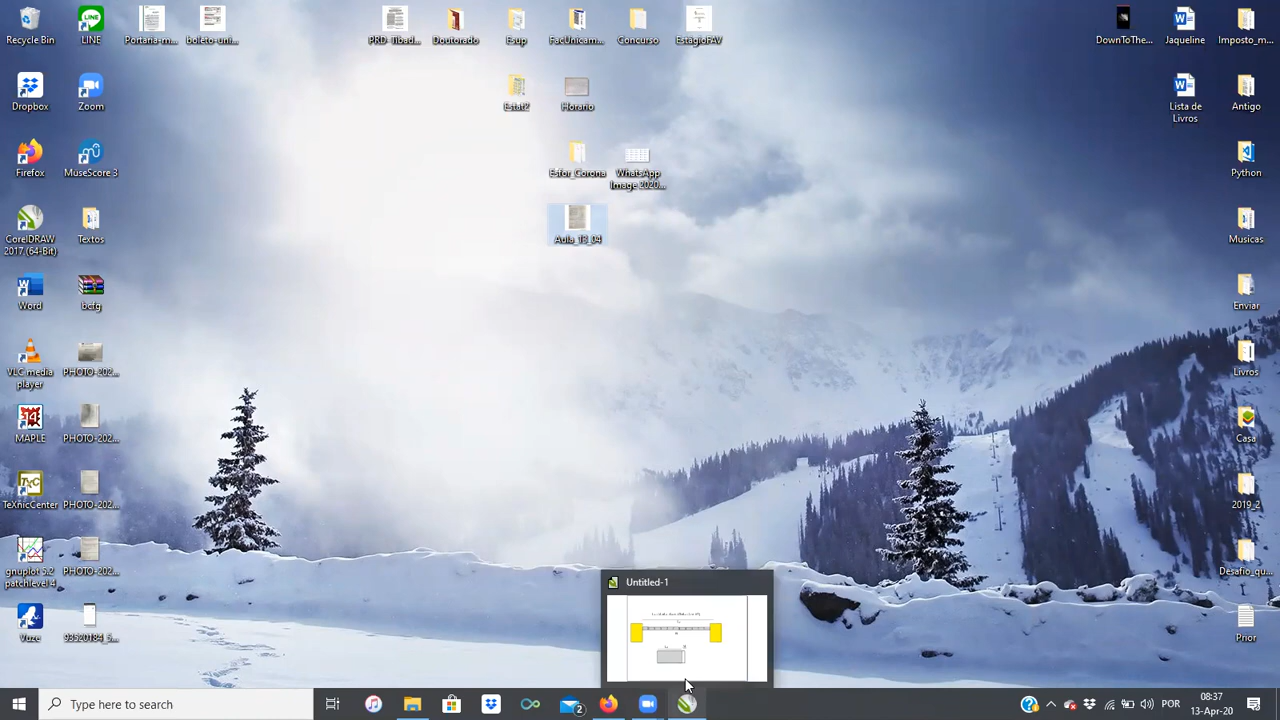 Recycle Bin
LINE
Portaria-m...
boleto-uni...
PRD- Tibad...
Doutorado
Esup
FacUnicam...
Concurso
EstagioFAV
DownToThe...
Jaqueline
Imposto_m...
Dropbox
Zoom
Estat2
Horario
Lista de
Livros
Antigo
Firefox
MuseScore 3
Esfor_Corona
WhatsApp
Image 2020...
Python
CorelDRAW
2017 (64-Bit)
Textos
Aula_13_04
Musicas
Word
bcfg
Enviar
VLC media
player
PHOTO-202...
Livros
MAPLE
PHOTO-202...
Casa
TeXnicCenter
PHOTO-202...
2019_2
gnuplot 5.2
patchlevel 4
PHOTO-202...
Desafio_qu...
Vuze
93520184_5...
Prior
Untitled-1
Type here to search
2
POR
08:37
13-Apr-20